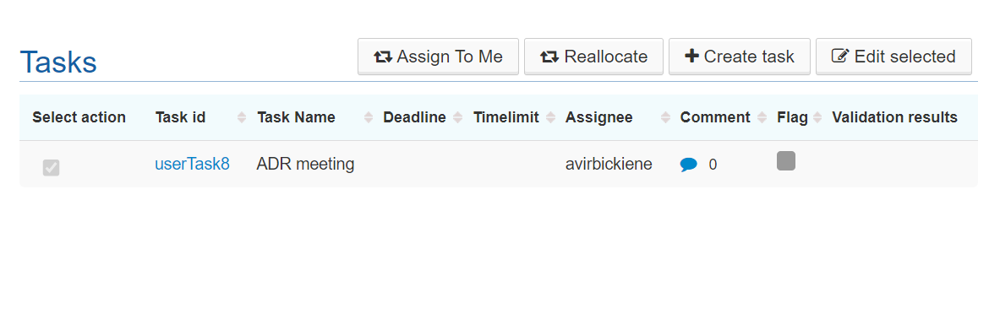 Tasks
Assign To Me Reallocate Create task Edit selected
Select action Task id Task Name Deadline Timelimit Assignee Comment Flag Validation results
userTask8 ADR meeting avirbickiene 0